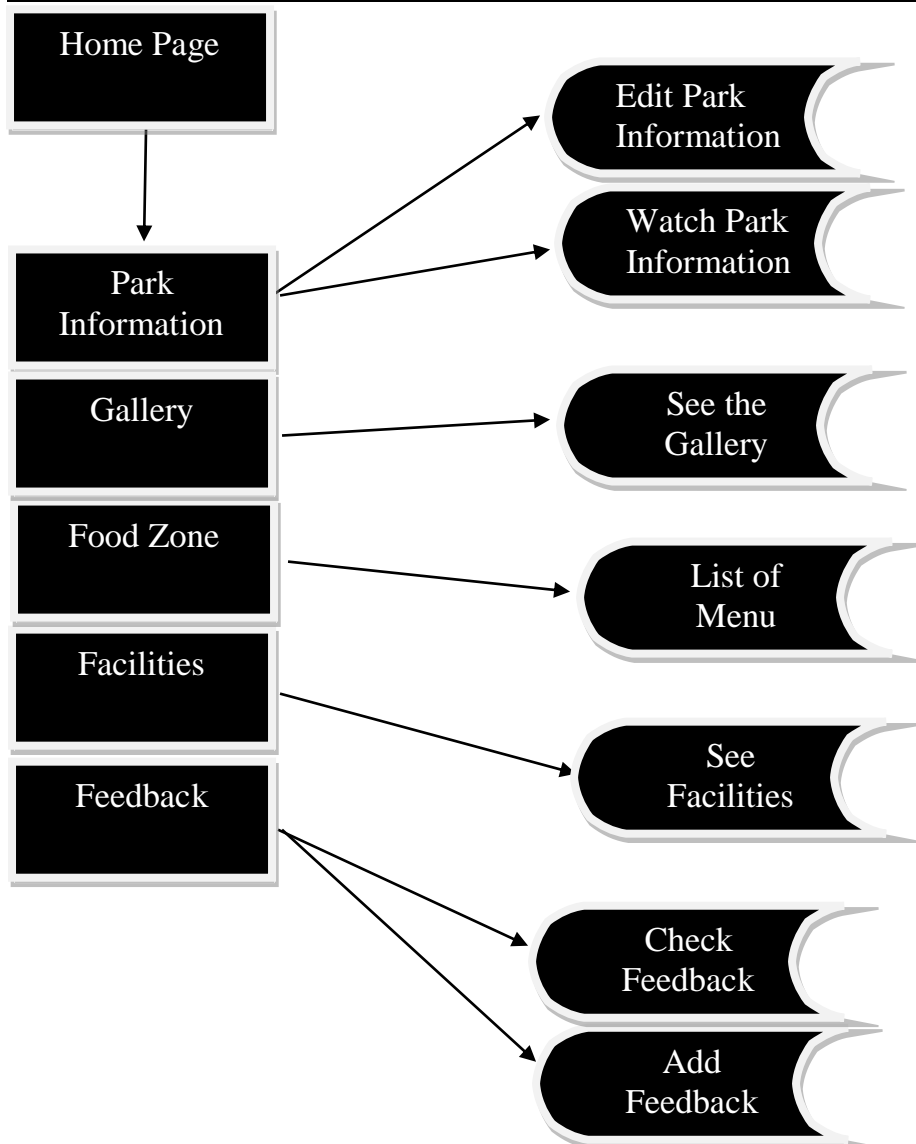 Home Page
Edit Park
Information
Watch Park
Information
Park
Information
Gallery
See the
Gallery
Food Zone
List of
Menu
Facilities
See
Facilities
Feedback
Check
Feedback
Add
Feedback